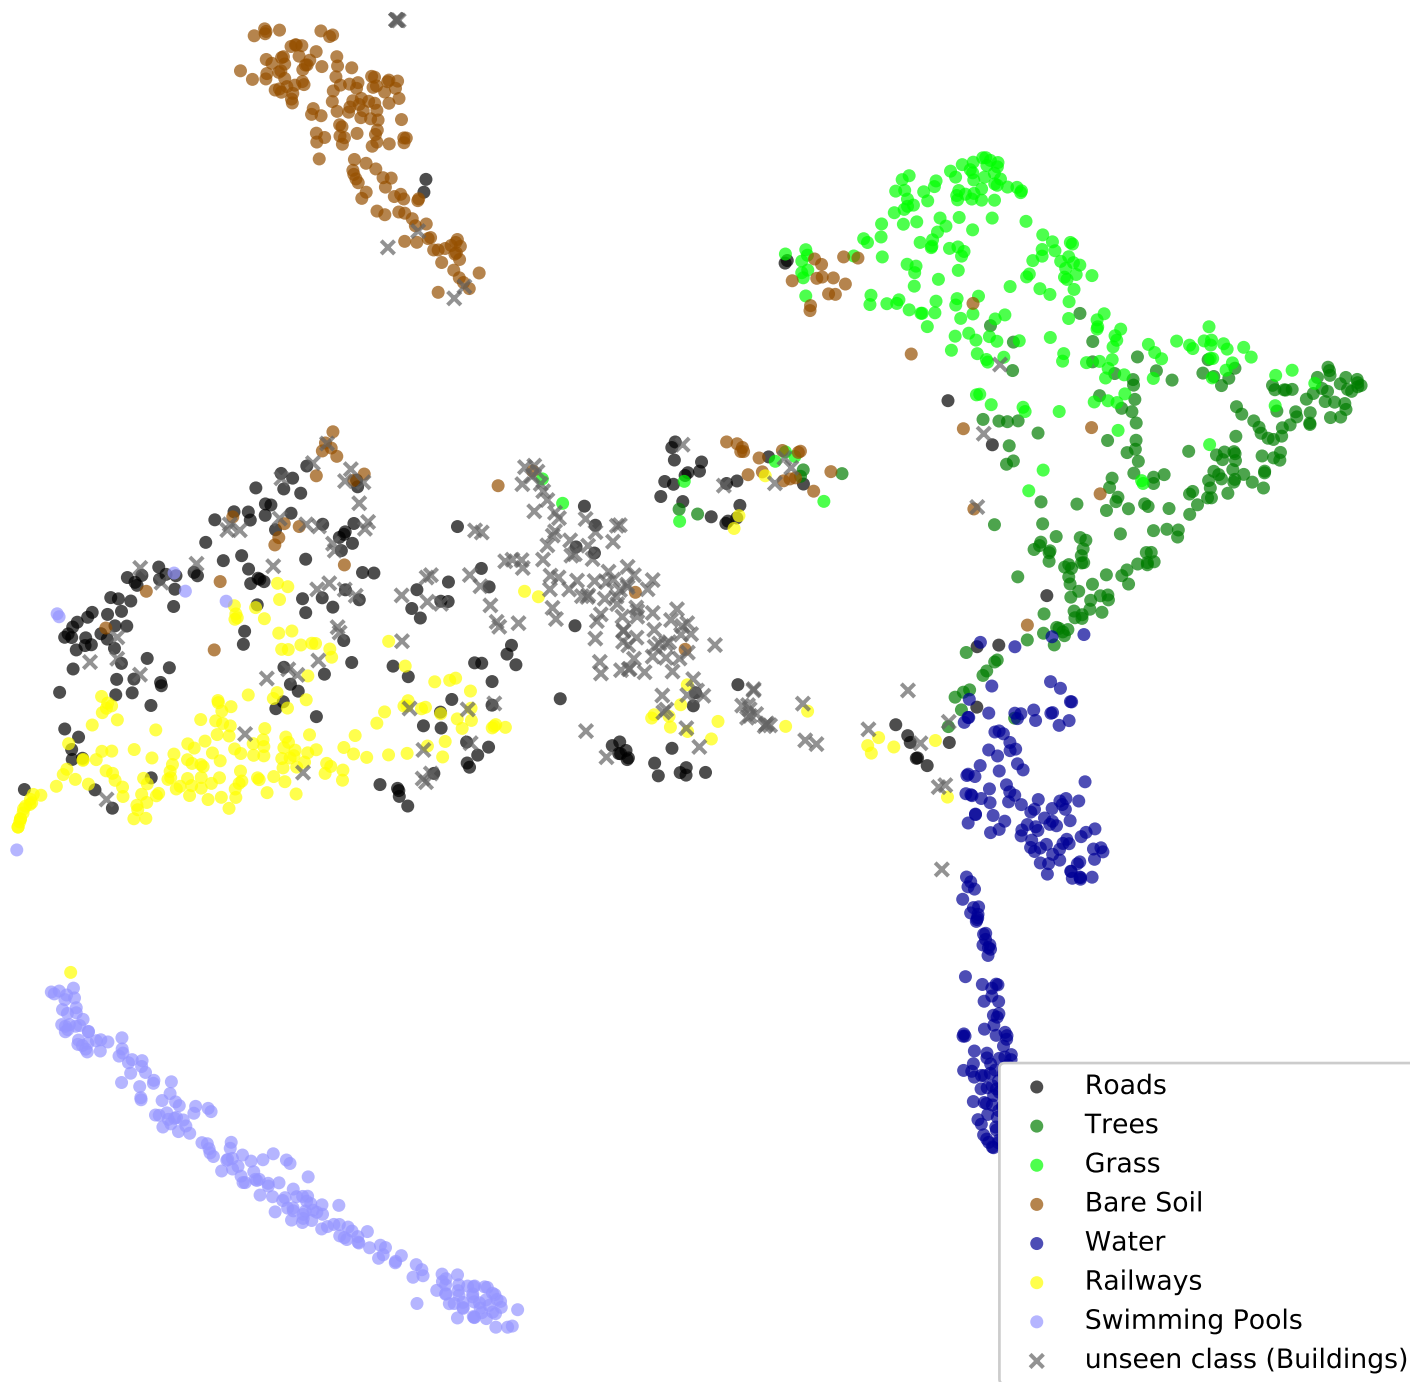 Roads
Trees
Grass
Bare Soil
Water
Railways
Swimming Pools
unseen class (Buildings)